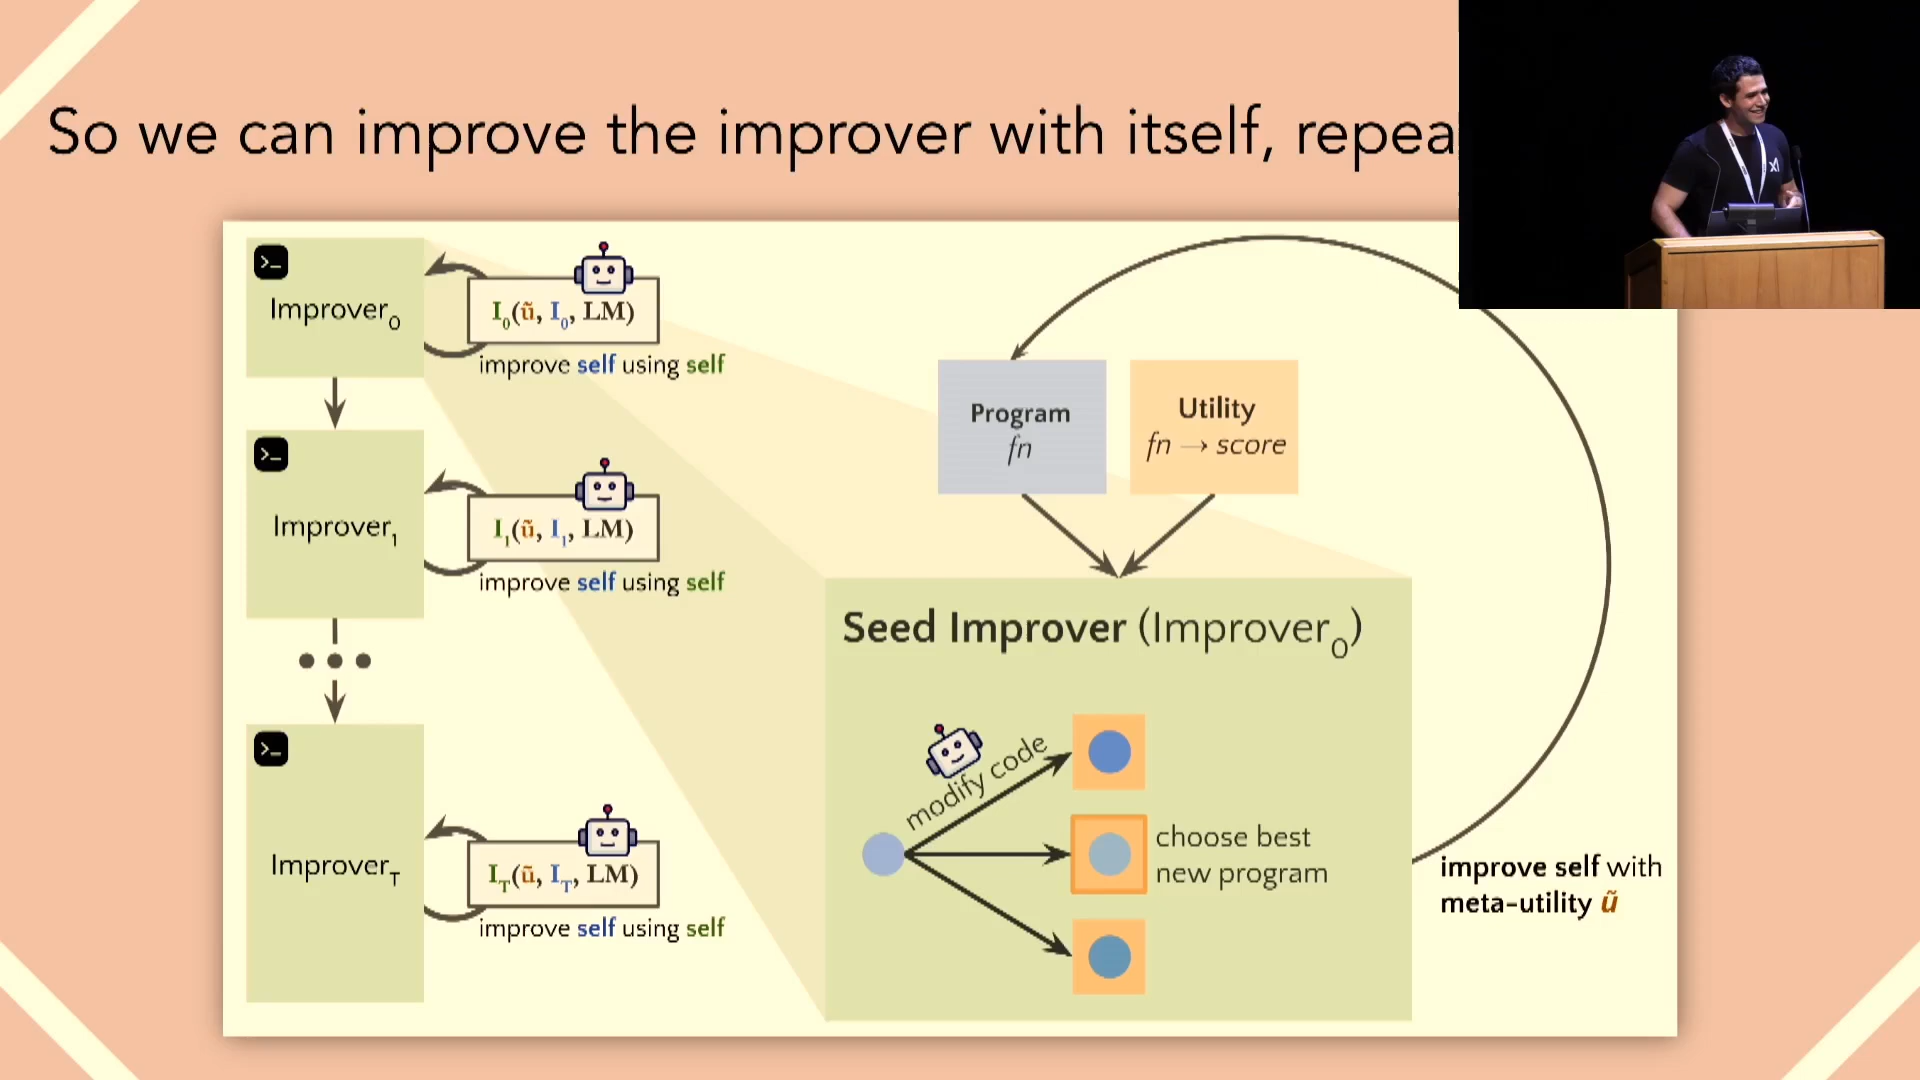 So we can improve the improver with itself, repea
>_
Improver0
I0(ũ, I0, LM)
improve self using self
>_
Improver1
I1(ũ, I1, LM)
improve self using self
>_
ImproverT
IT(ũ, IT, LM)
improve self using self
Program
fn
Utility
fn → score
Seed Improver (Improver0)
modify code
choose best
new program
improve self with
meta-utility ũ
xI